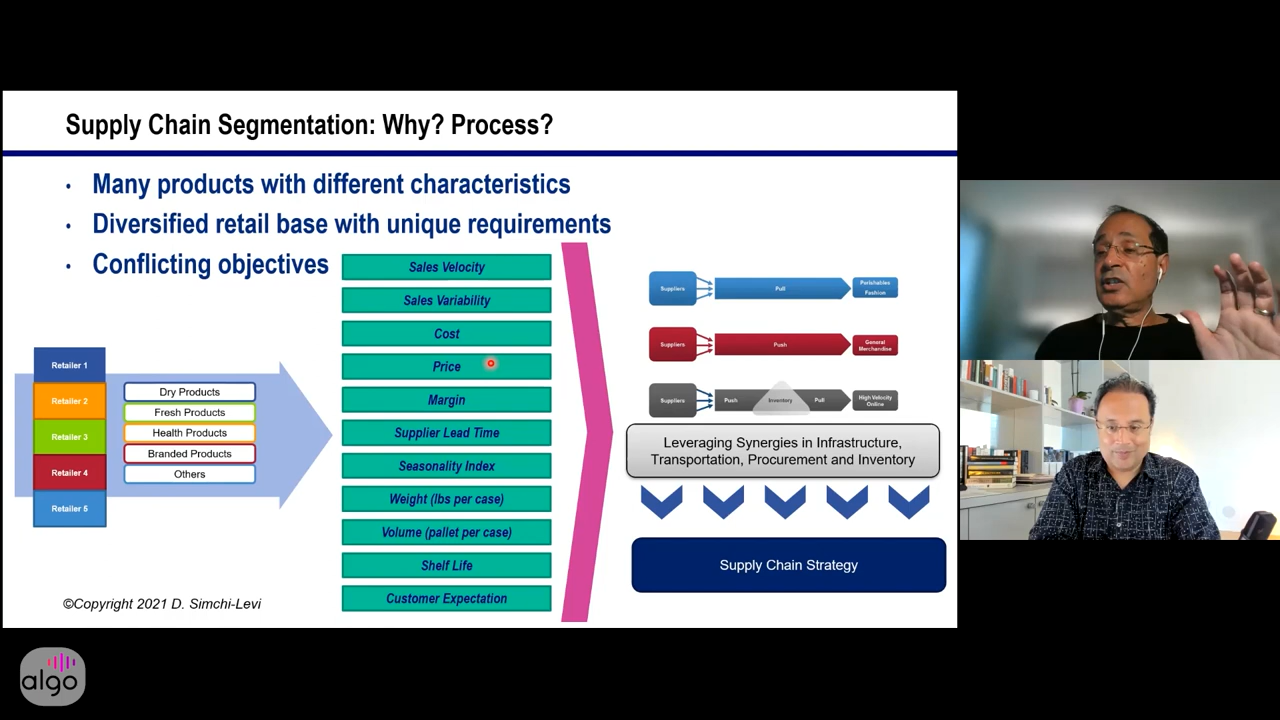 Supply Chain Segmentation: Why? Process?
• Many products with different characteristics
• Diversified retail base with unique requirements
• Conflicting objectives
Retailer 1
Retailer 2
Retailer 3
Retailer 4
Retailer 5
Dry Products
Fresh Products
Health Products
Branded Products
Others
Sales Velocity
Sales Variability
Cost
Price
Margin
Supplier Lead Time
Seasonality Index
Weight (lbs per case)
Volume (pallet per case)
Shelf Life
Customer Expectation
Suppliers
Pull
Perishables
Fashion
Suppliers
Push
General
Merchandise
Suppliers
Push
Inventory
Pull
High Velocity
Online
Leveraging Synergies in Infrastructure,
Transportation, Procurement and Inventory
Supply Chain Strategy
©Copyright 2021 D. Simchi-Levi
algo